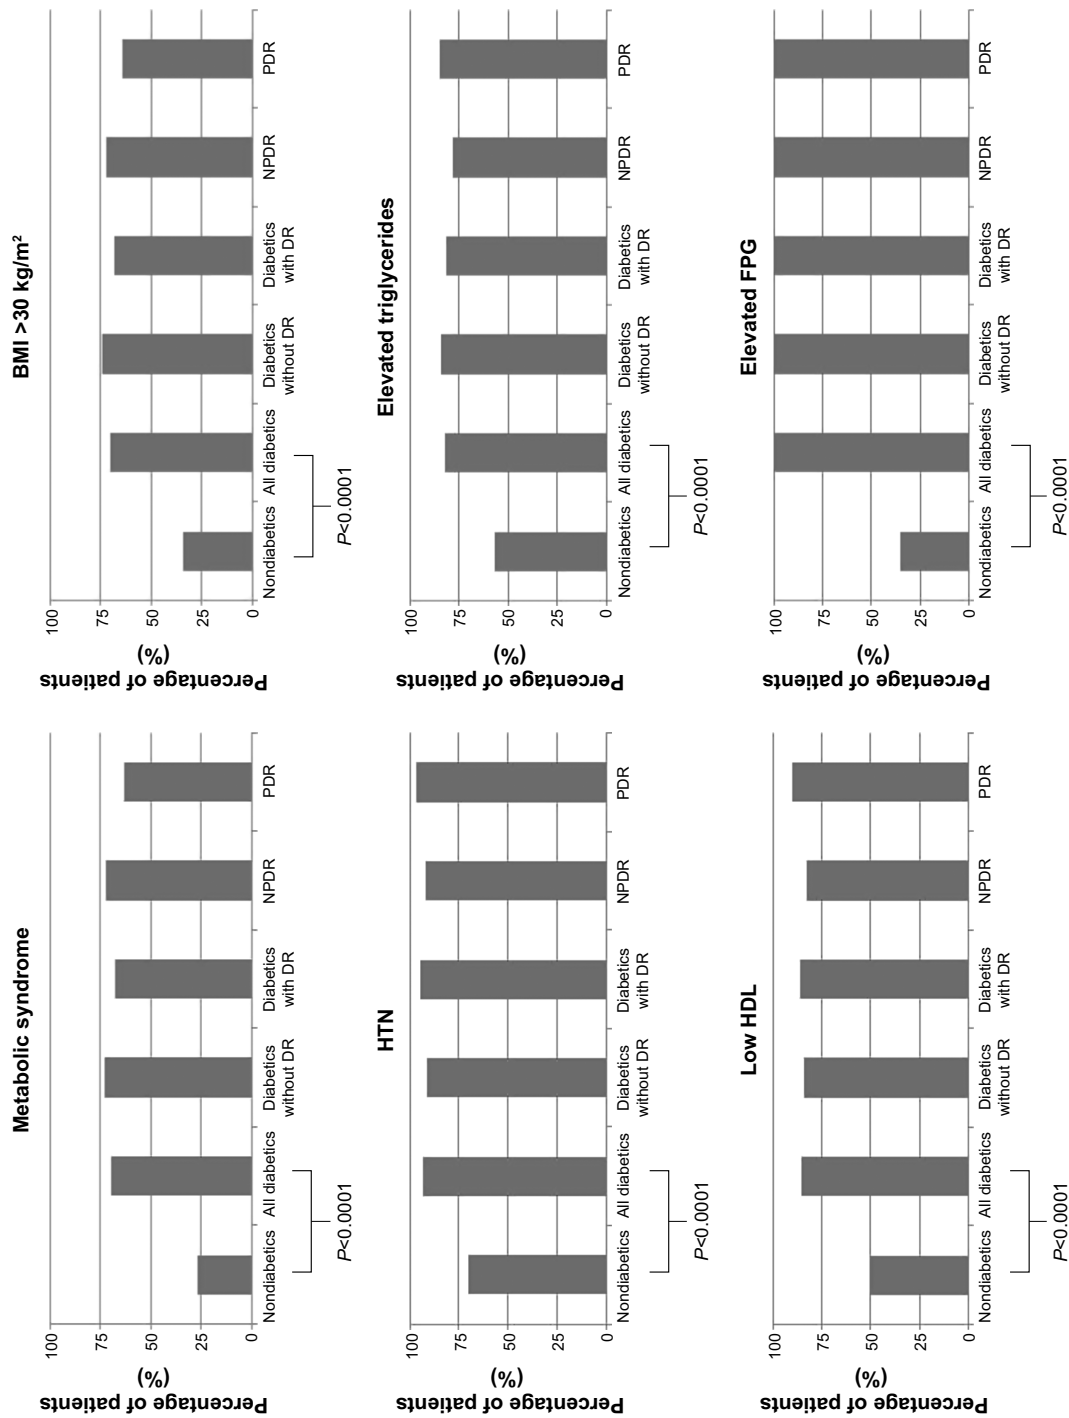 Metabolic syndrome
Percentage of patients
(%)
100
75
50
25
0
Nondiabetics
All diabetics
Diabetics
without DR
Diabetics
with DR
NPDR
PDR
P<0.0001
BMI >30 kg/m²
Percentage of patients
(%)
100
75
50
25
0
Nondiabetics
All diabetics
Diabetics
without DR
Diabetics
with DR
NPDR
PDR
P<0.0001
HTN
Percentage of patients
(%)
100
75
50
25
0
Nondiabetics
All diabetics
Diabetics
without DR
Diabetics
with DR
NPDR
PDR
P<0.0001
Elevated triglycerides
Percentage of patients
(%)
100
75
50
25
0
Nondiabetics
All diabetics
Diabetics
without DR
Diabetics
with DR
NPDR
PDR
P<0.0001
Low HDL
Percentage of patients
(%)
100
75
50
25
0
Nondiabetics
All diabetics
Diabetics
without DR
Diabetics
with DR
NPDR
PDR
P<0.0001
Elevated FPG
Percentage of patients
(%)
100
75
50
25
0
Nondiabetics
All diabetics
Diabetics
without DR
Diabetics
with DR
NPDR
PDR
P<0.0001